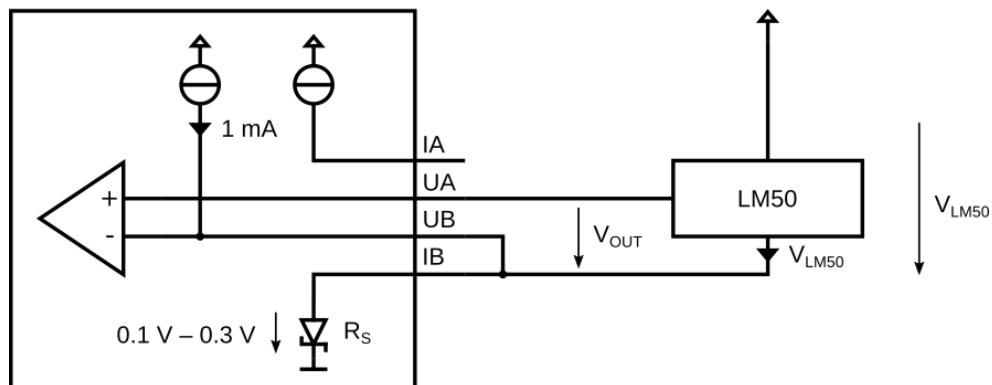 1 mA
IA
+
UA
LM50
UB
-
V_OUT
V_LM50
IB
V_LM50
0.1 V – 0.3 V
R_S